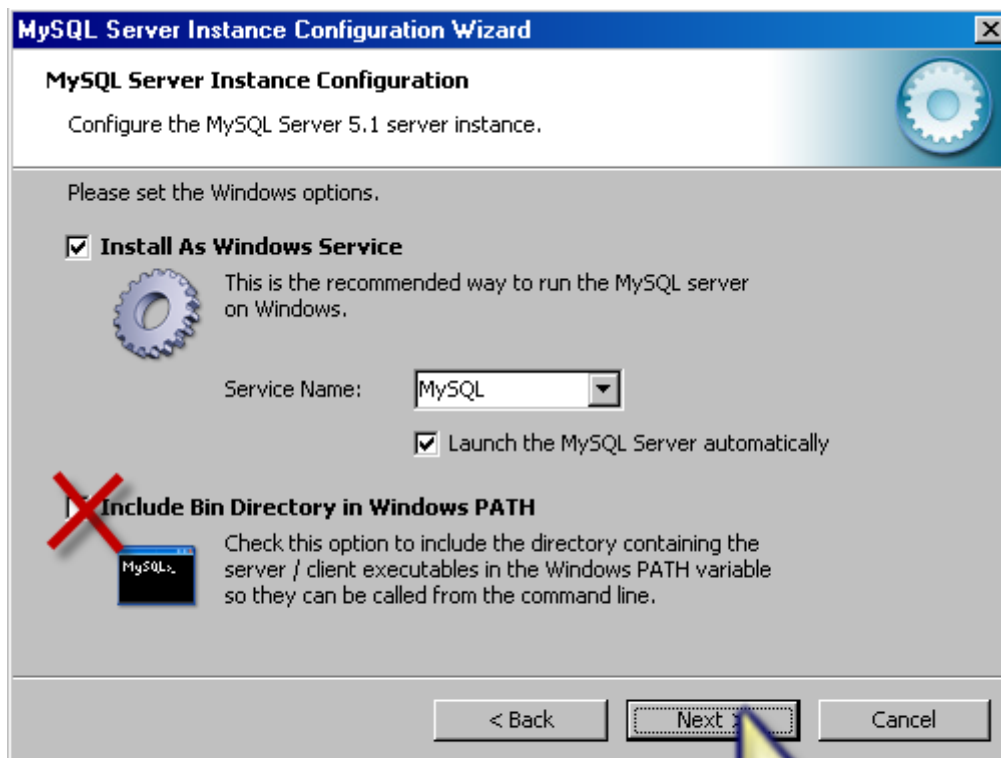 MySQL Server Instance Configuration Wizard
MySQL Server Instance Configuration
Configure the MySQL Server 5.1 server instance.
Please set the Windows options.
Install As Windows Service
This is the recommended way to run the MySQL server
on Windows.
Service Name:
MySQL
Launch the MySQL Server automatically
Include Bin Directory in Windows PATH
MySQL>_
Check this option to include the directory containing the
server / client executables in the Windows PATH variable
so they can be called from the command line.
< Back
Next >
Cancel